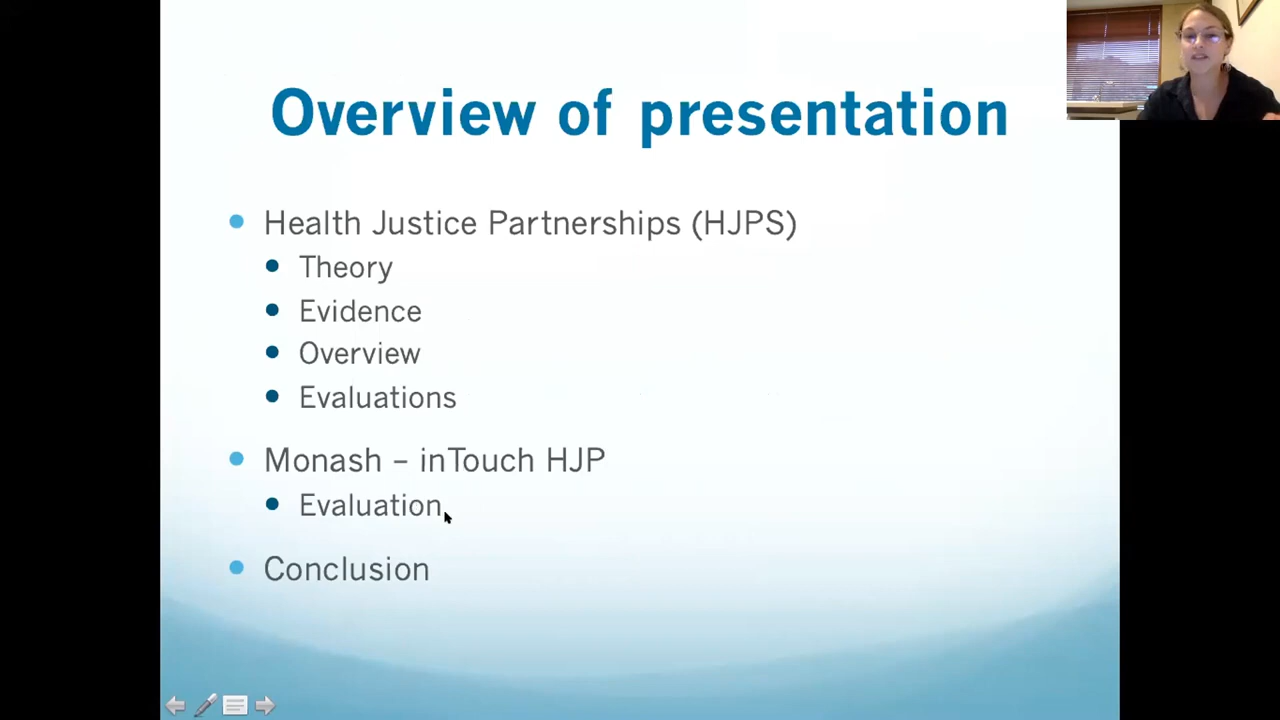 Overview of presentation
Health Justice Partnerships (HJPS)
Theory
Evidence
Overview
Evaluations
Monash – inTouch HJP
Evaluation
Conclusion